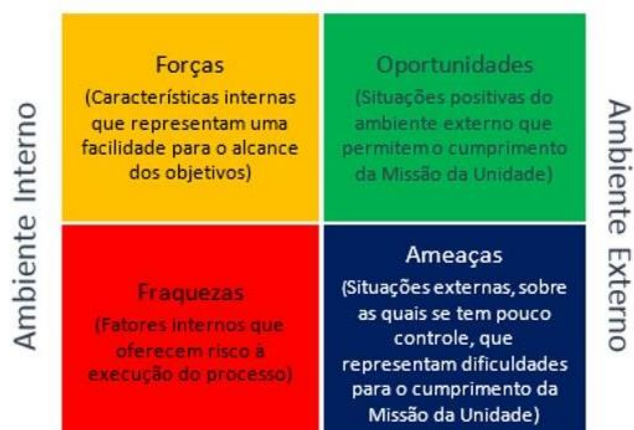 Ambiente Interno
Forças
(Características internas
que representam uma
facilidade para o alcance
dos objetivos)
Oportunidades
(Situações positivas do
ambiente externo que
permitem o cumprimento
da Missão da Unidade)
Fraquezas
(Fatores internos que
oferecem risco à
execução do processo)
Ameaças
(Situações externas, sobre
as quais se tem pouco
controle, que
representam dificuldades
para o cumprimento da
Missão da Unidade)
Ambiente Externo